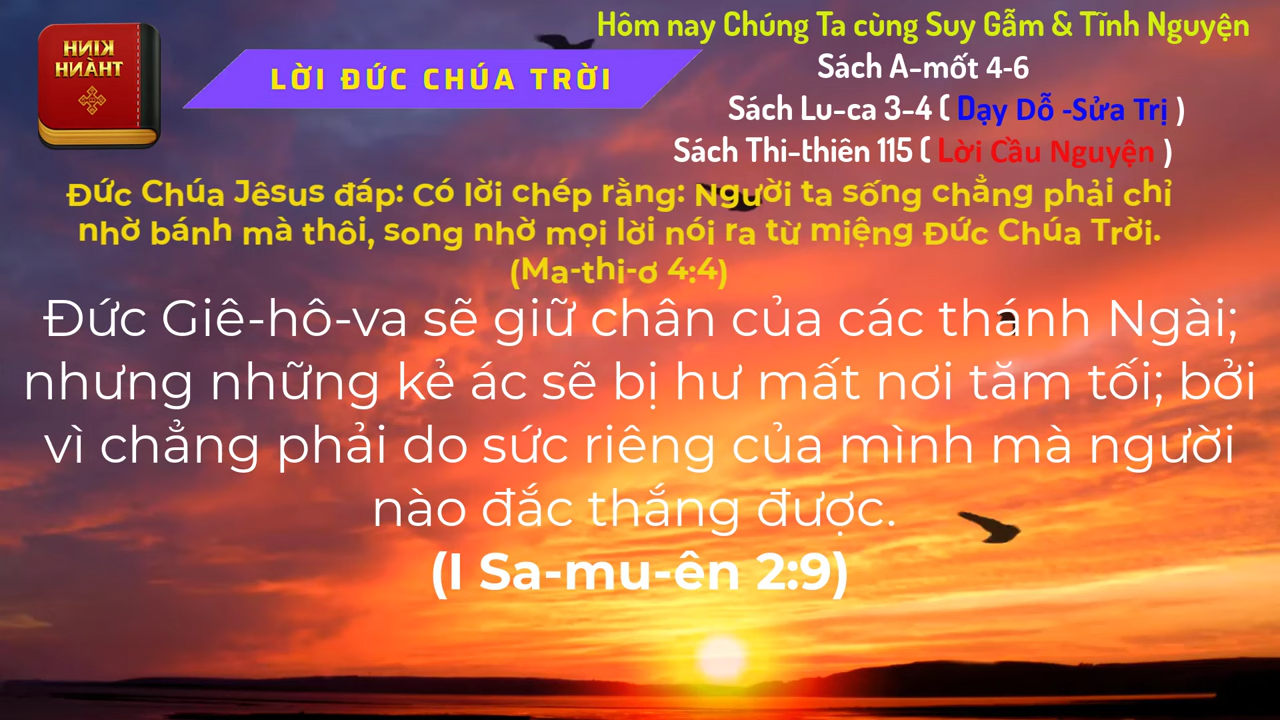 KINH
THÁNH
LỜI ĐỨC CHÚA TRỜI
Hôm nay Chúng Ta cùng Suy Gẫm & Tĩnh Nguyện
Sách A-mốt 4-6
Sách Lu-ca 3-4 ( Dạy Dỗ -Sửa Trị )
Sách Thi-thiên 115 ( Lời Cầu Nguyện )
Đức Chúa Jêsus đáp: Có lời chép rằng: Người ta sống chẳng phải chỉ
nhờ bánh mà thôi, song nhờ mọi lời nói ra từ miệng Đức Chúa Trời.
(Ma-thi-ơ 4:4)
Đức Giê-hô-va sẽ giữ chân của các thánh Ngài;
nhưng những kẻ ác sẽ bị hư mất nơi tăm tối; bởi
vì chẳng phải do sức riêng của mình mà người
nào đắc thắng được.
(I Sa-mu-ên 2:9)